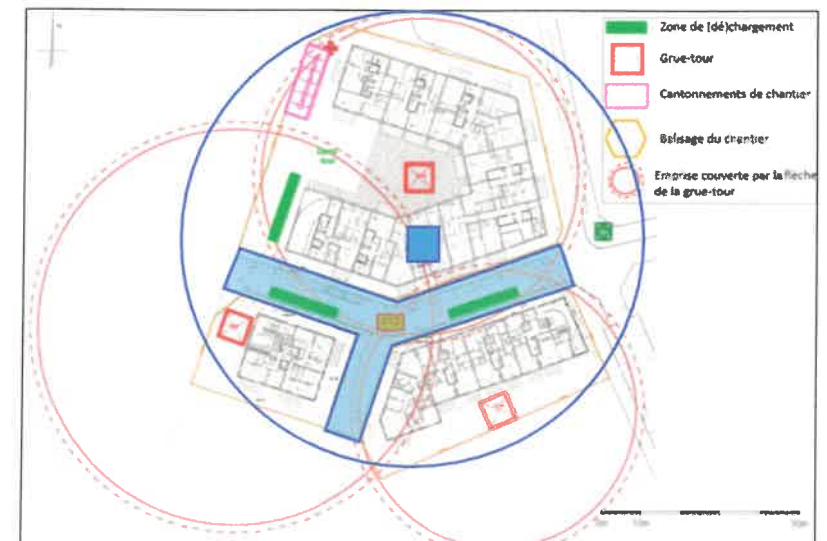 Zone de (dé)chargement
Grue-tour
Cantonnements de chantier
Balisage du chantier
Emprise couverte par la flèche
de la grue-tour